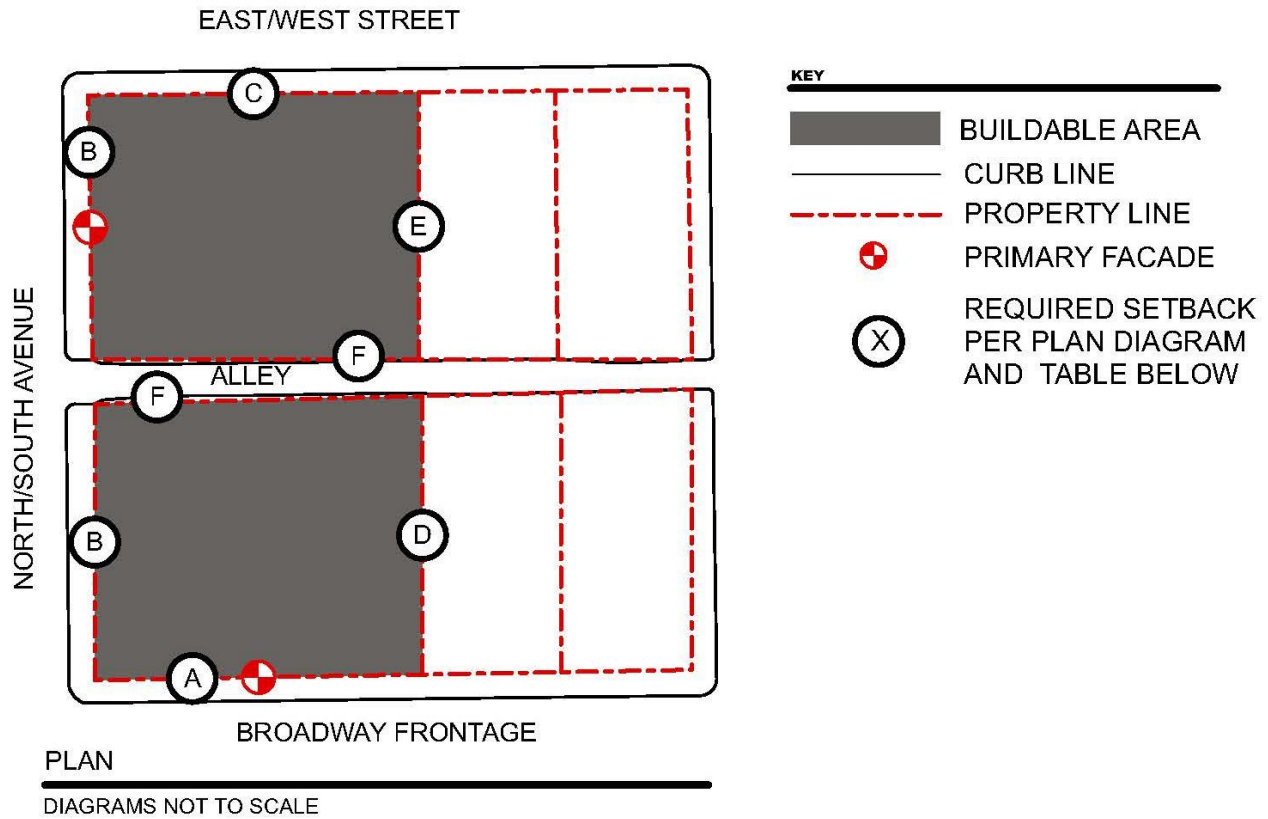 EAST/WEST STREET
C
B
E
F
ALLEY
F
NORTH/SOUTH AVENUE
B
D
A
BROADWAY FRONTAGE
PLAN
DIAGRAMS NOT TO SCALE
KEY
BUILDABLE AREA
CURB LINE
PROPERTY LINE
PRIMARY FACADE
X
REQUIRED SETBACK
PER PLAN DIAGRAM
AND TABLE BELOW